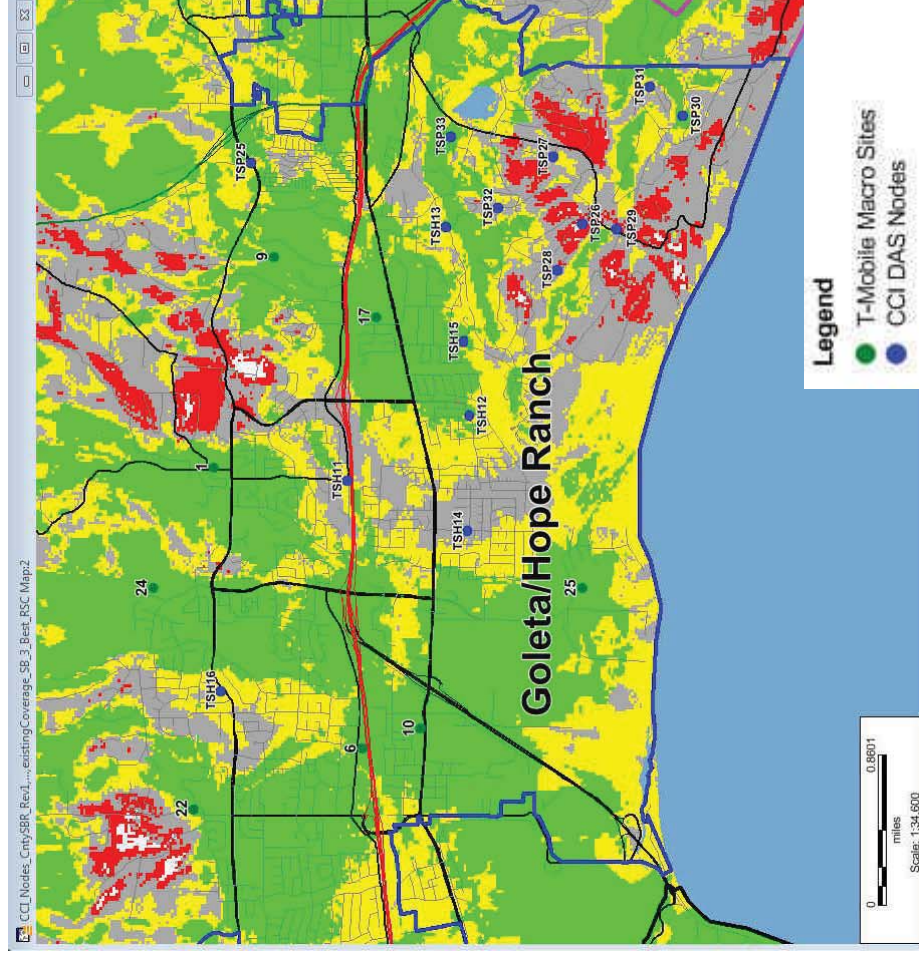 CCI_Nodes_CntySBR_Rev1,...,existingCoverage_SB_3_Best_RSC Map:2
24
1
22
TSH16
TSP25
9
6
TSH11
17
10
TSH13
TSP33
TSH14
TSH12
TSH15
TSP32
Goleta/Hope Ranch
TSP28
TSP27
25
TSP26
TSP29
TSP31
TSP30
Legend
T-Mobile Macro Sites
CCI DAS Nodes
0 0.8601
miles
Scale: 1:34,600